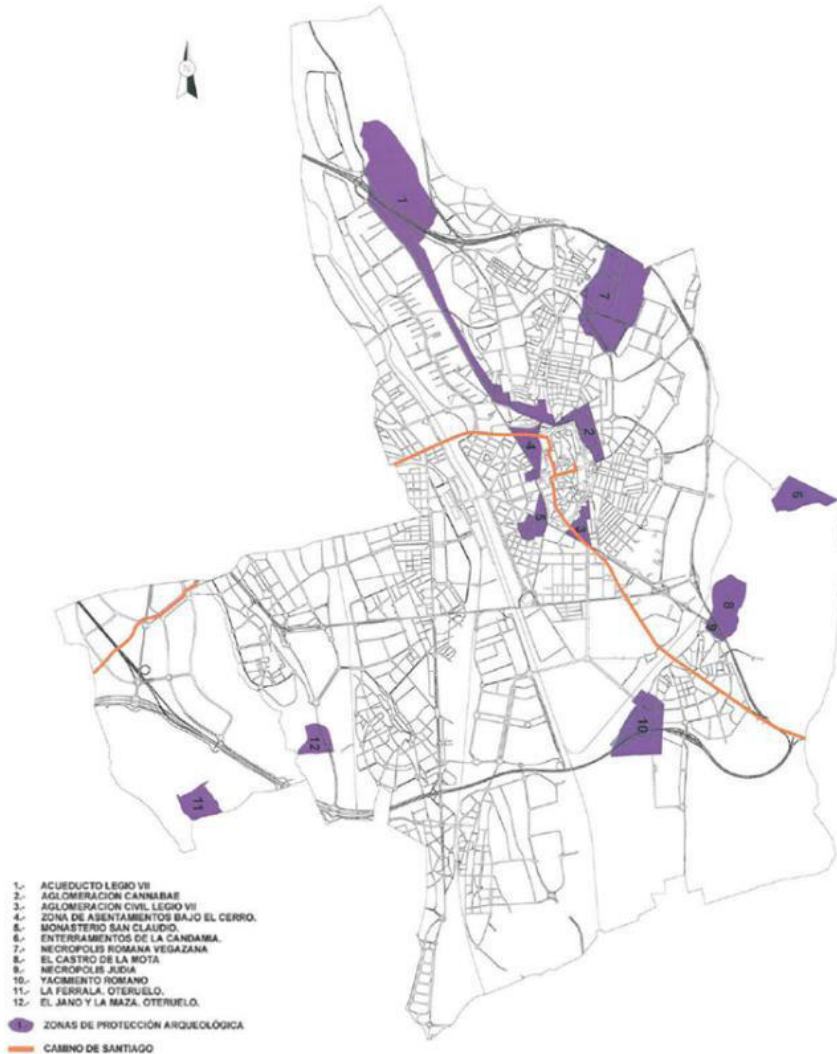 1
7
2
4
5
3
6
8
9
10
12
11
1.- ACUEDUCTO LEGIO VII
2.- AGLOMERACION CANNABAE
3.- AGLOMERACION CIVIL LEGIO VII
4.- ZONA DE ASENTAMIENTOS BAJO EL CERRO.
5.- MONASTERIO SAN CLAUDIO.
6.- ENTERRAMIENTOS DE LA CANDAMIA.
7.- NECROPOLIS ROMANA VEGAZANA
8.- EL CASTRO DE LA MOTA
9.- NECROPOLIS JUDIA
10.- YACIMIENTO ROMANO
11.- LA FERRALA. OTERUELO.
12.- EL JANO Y LA MAZA. OTERUELO.
1 ZONAS DE PROTECCIÓN ARQUEOLÓGICA
CAMINO DE SANTIAGO